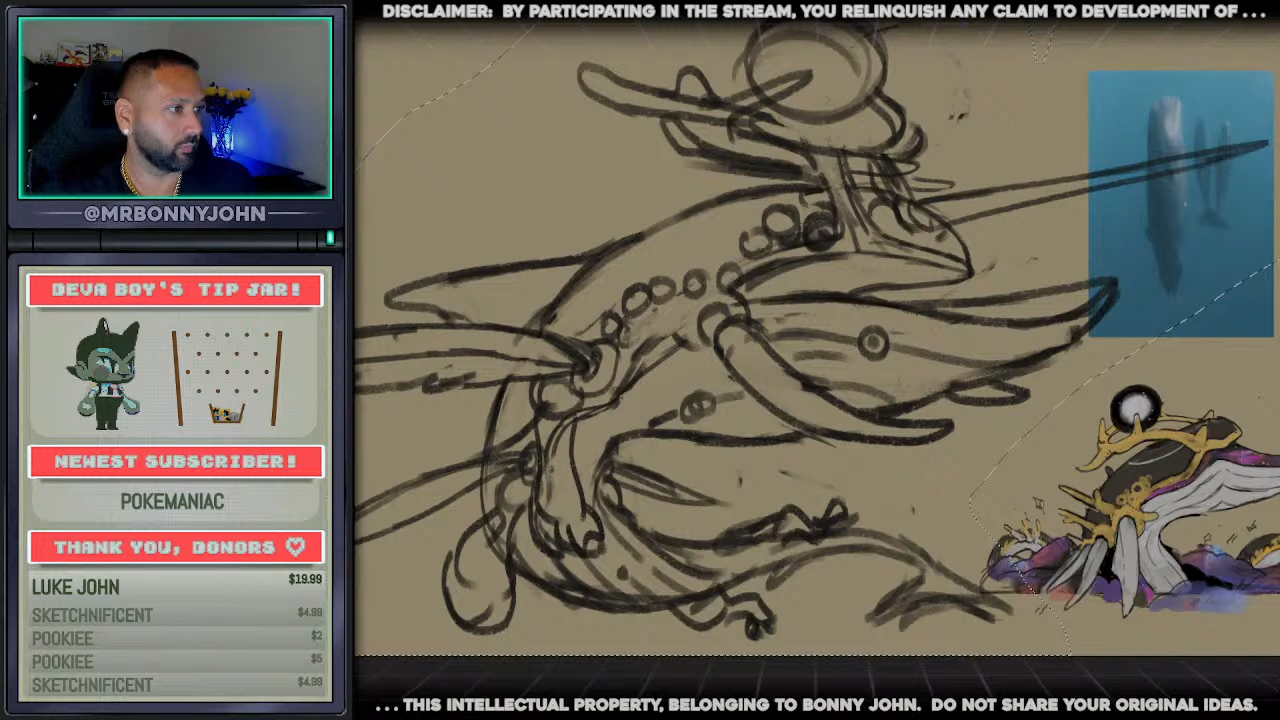 DISCLAIMER: BY PARTICIPATING IN THE STREAM, YOU RELINQUISH ANY CLAIM TO DEVELOPMENT OF . . .
@MRBONNYJOHN
DEVA BOY'S TIP JAR!
NEWEST SUBSCRIBER!
POKEMANIAC
THANK YOU, DONORS ♡
LUKE JOHN $19.99
SKETCHNIFICENT $4.99
POOKIEE $2
POOKIEE $5
SKETCHNIFICENT $4.99
. . . THIS INTELLECTUAL PROPERTY, BELONGING TO BONNY JOHN. DO NOT SHARE YOUR ORIGINAL IDEAS.